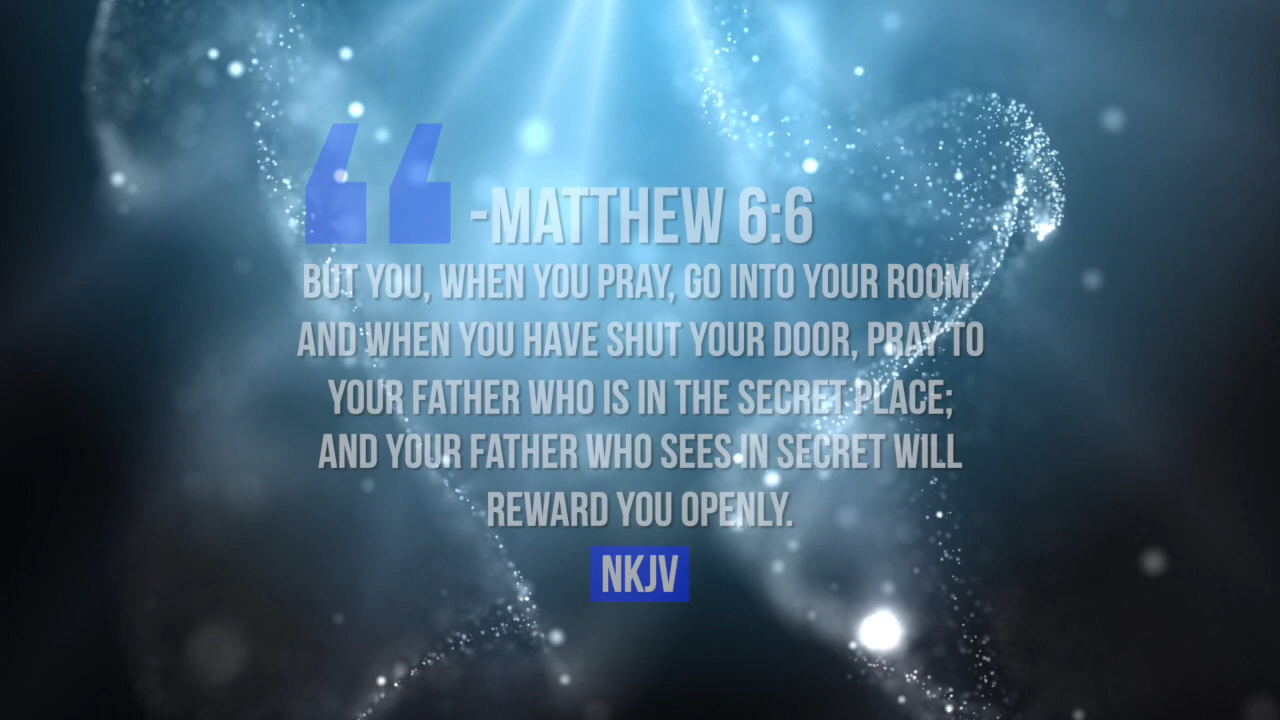 -MATTHEW 6:6
BUT YOU, WHEN YOU PRAY, GO INTO YOUR ROOM.
AND WHEN YOU HAVE SHUT YOUR DOOR, PRAY TO
YOUR FATHER WHO IS IN THE SECRET PLACE;
AND YOUR FATHER WHO SEES IN SECRET WILL
REWARD YOU OPENLY.
NKJV